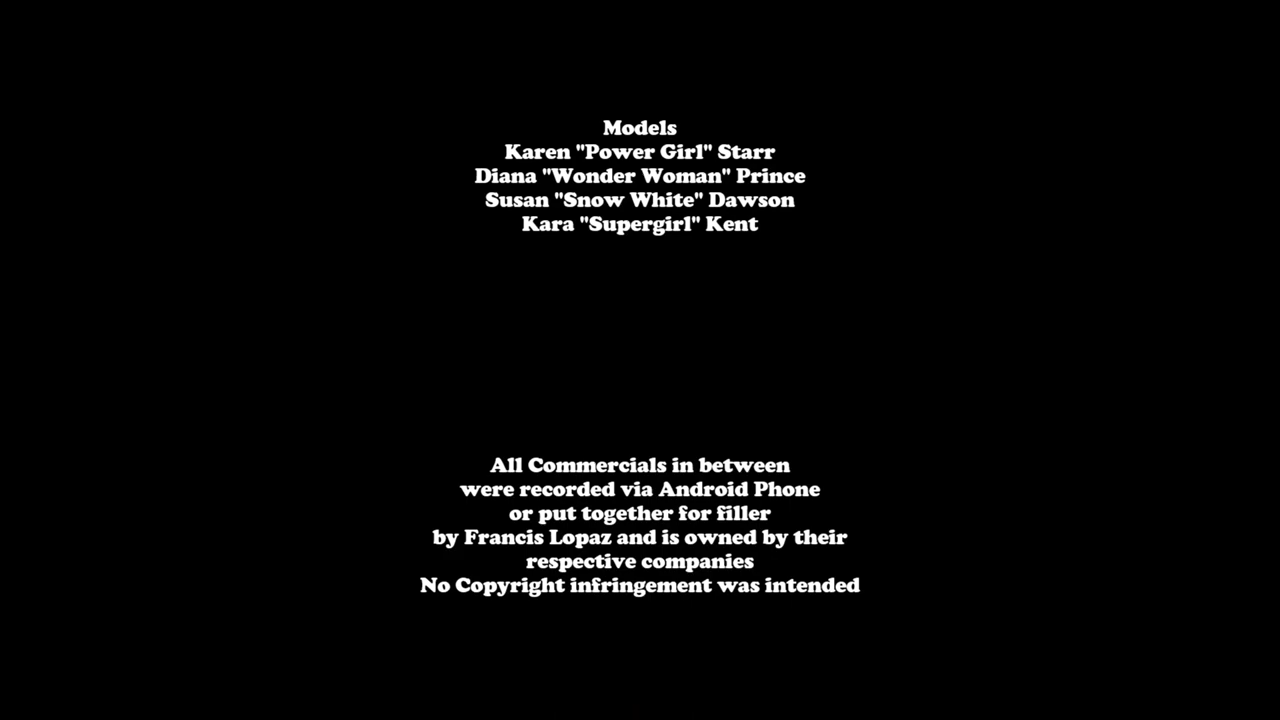 Models
Karen "Power Girl" Starr
Diana "Wonder Woman" Prince
Susan "Snow White" Dawson
Kara "Supergirl" Kent
All Commercials in between
were recorded via Android Phone
or put together for filler
by Francis Lopaz and is owned by their
respective companies
No Copyright infringement was intended